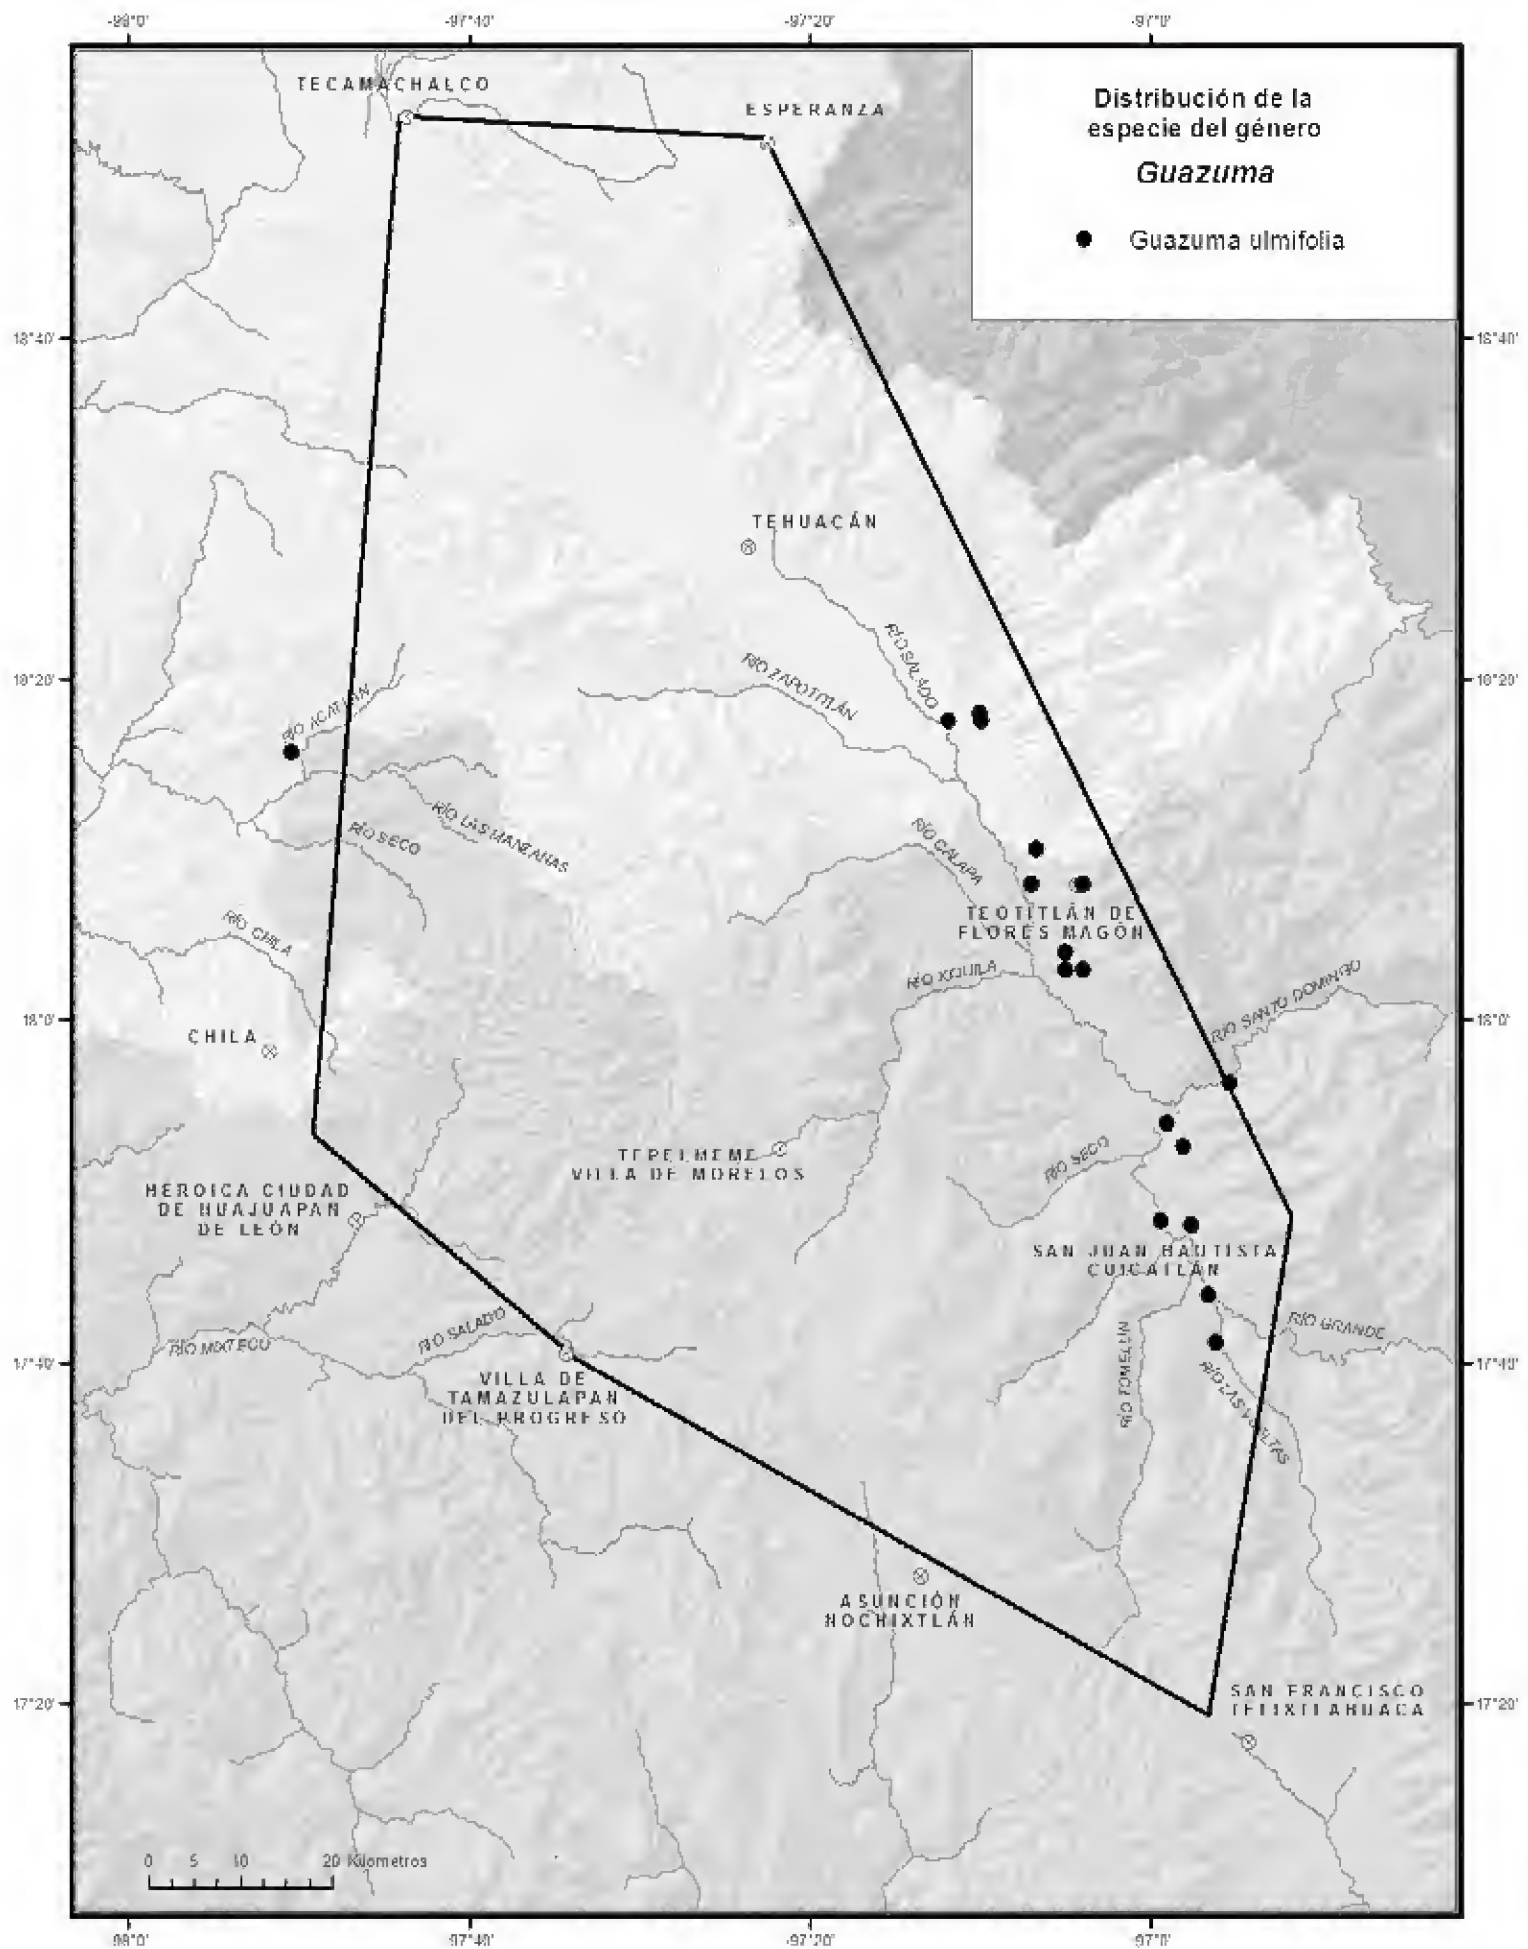 -98°0'
-97°40'
-97°20'
-97°0'
TECAMACHALCO
ESPERANZA
Distribución de la
especie del género
Guazuma
Guazuma ulmifolia
18°40'
18°40'
TEHUACÁN
RÍO SALADO
RÍO ZAPOTITLÁN
18°20'
18°20'
RÍO ACATLÁN
RÍO LAS MANZANAS
RÍO SECO
RÍO CALAPA
TEOTITLÁN DE
FLORES MAGÓN
RÍO CHILA
RÍO XIQUILA
RÍO SANTO DOMINGO
18°0'
18°0'
CHILA
TEPELMEME
VILLA DE MORELOS
RÍO SECO
HEROICA CIUDAD
DE HUAJUAPAN
DE LEÓN
SAN JUAN BAUTISTA
CUICATLÁN
RÍO SALADO
RÍO MIXTECO
RÍO GRANDE
17°40'
17°40'
RÍO TOMELLÍN
RÍO LAS VUELTAS
VILLA DE
TAMAZULAPAN
DEL PROGRESO
ASUNCIÓN
NOCHIXTLÁN
17°20'
17°20'
SAN FRANCISCO
TELIXTLAHUACA
0 5 10 20 Kilometros
-98°0'
-97°40'
-97°20'
-97°0'